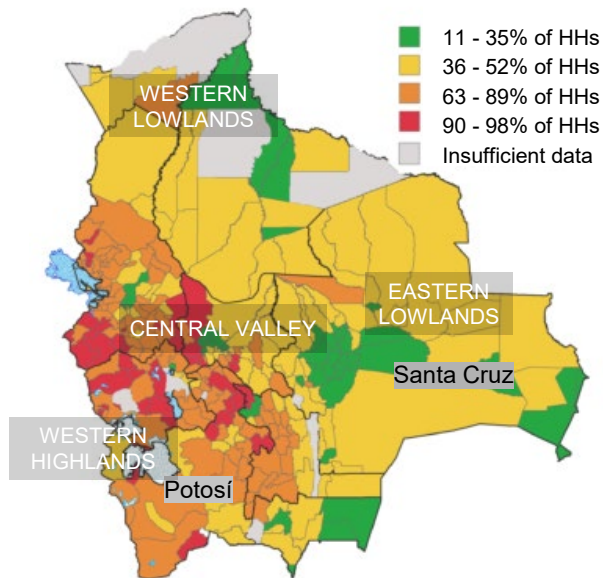 11 - 35% of HHs
36 - 52% of HHs
63 - 89% of HHs
90 - 98% of HHs
Insufficient data
WESTERN
LOWLANDS
EASTERN
LOWLANDS
CENTRAL VALLEY
Santa Cruz
WESTERN
HIGHLANDS
Potosí